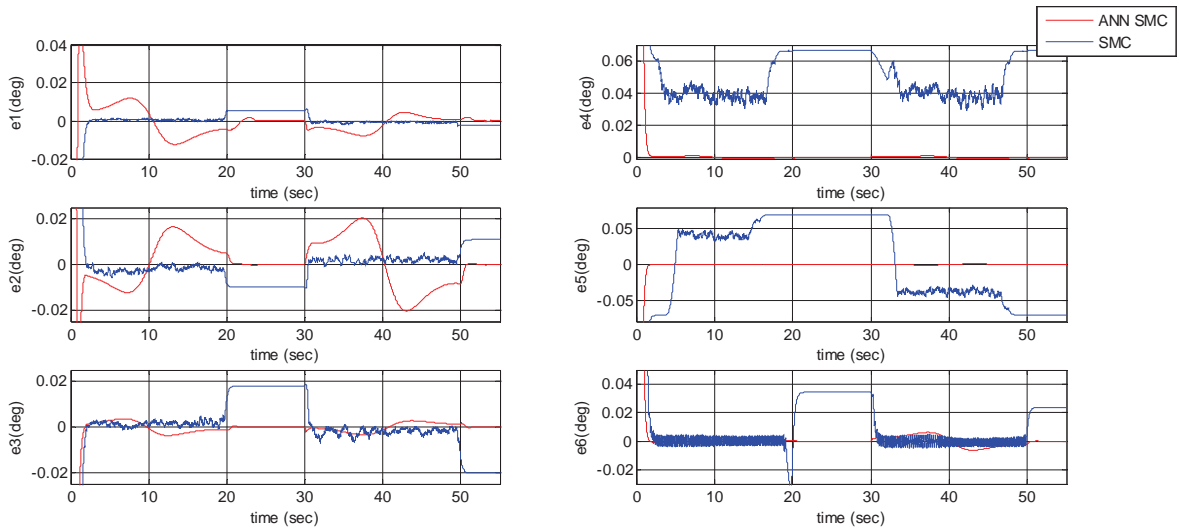 ANN SMC
SMC
0.04
0.02
0
-0.02
e1(deg)
0 10 20 30 40 50
time (sec)
0.06
0.04
0.02
0
e4(deg)
0 10 20 30 40 50
time (sec)
0.02
0
-0.02
e2(deg)
0 10 20 30 40 50
time (sec)
0.05
0
-0.05
e5(deg)
0 10 20 30 40 50
time (sec)
0.02
0
-0.02
e3(deg)
0 10 20 30 40 50
time (sec)
0.04
0.02
0
-0.02
e6(deg)
0 10 20 30 40 50
time (sec)